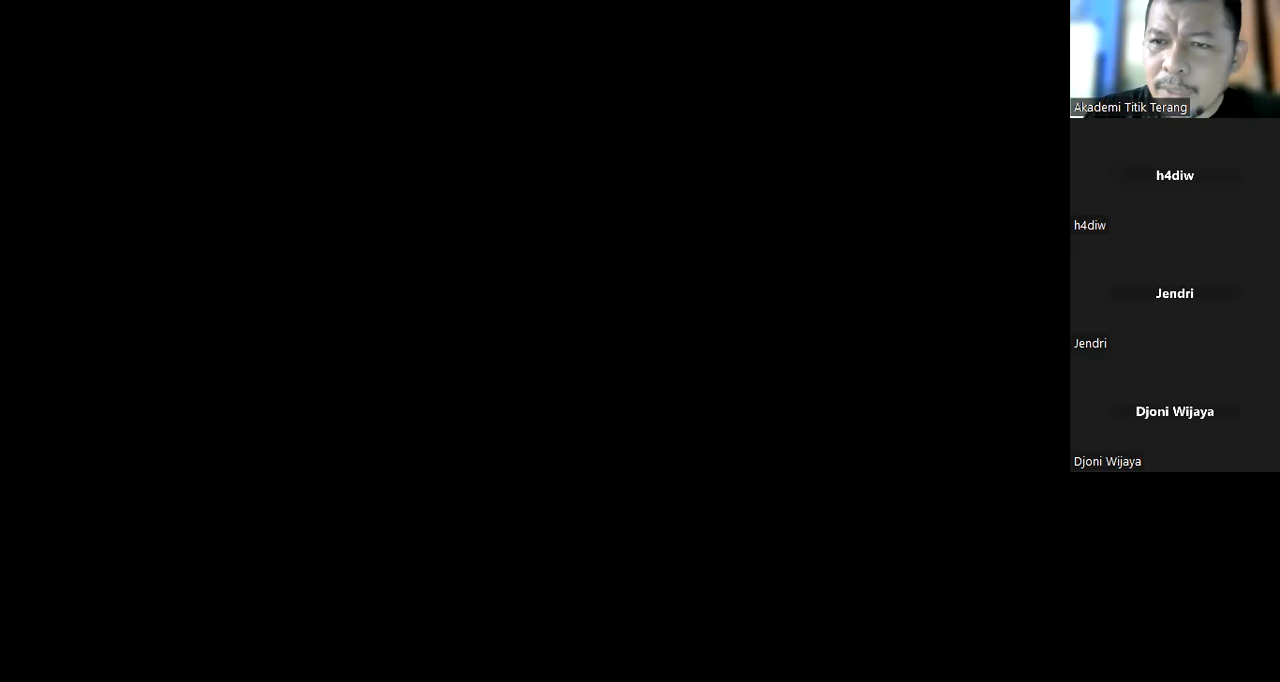 Akademi Titik Terang
h4diw
h4diw
Jendri
Jendri
Djoni Wijaya
Djoni Wijaya